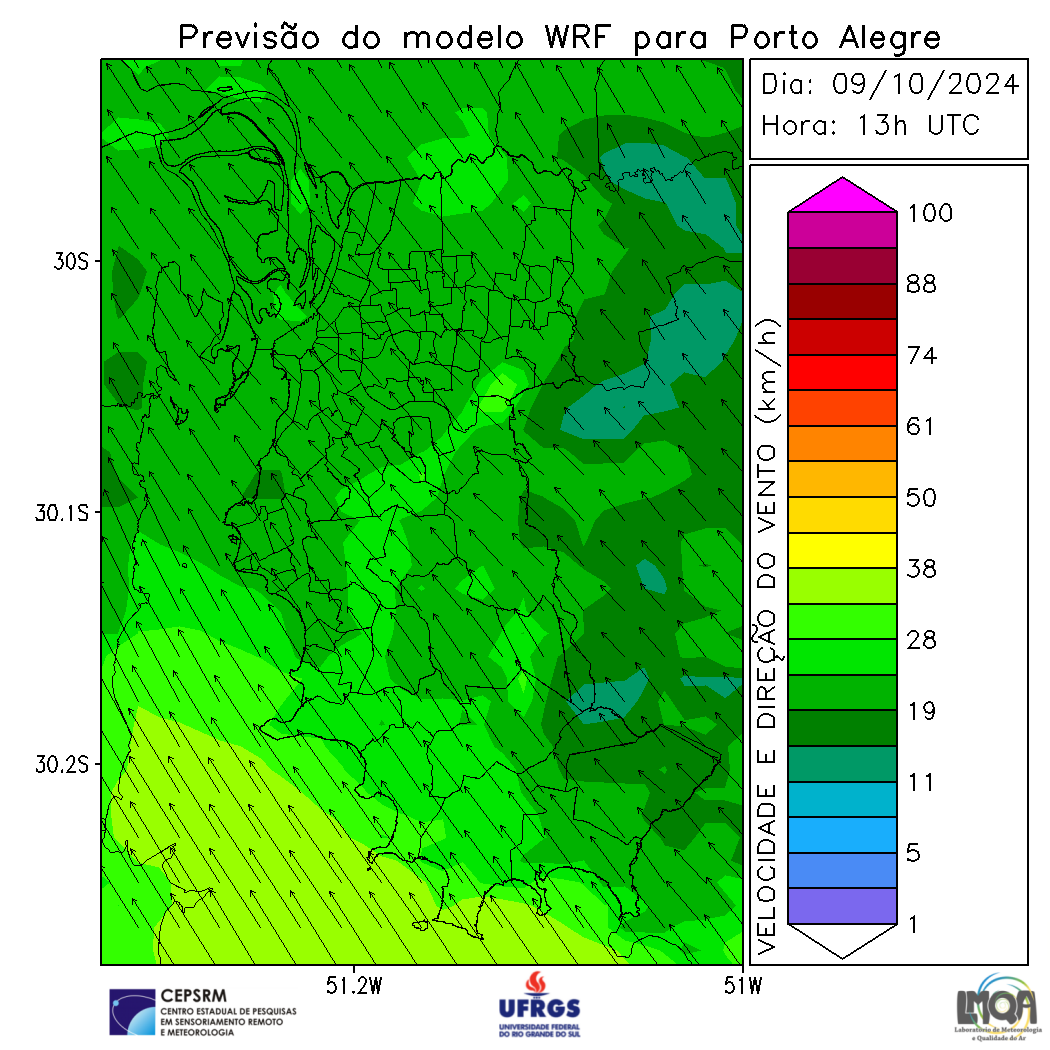 Previsão do modelo WRF para Porto Alegre
Dia: 09/10/2024
Hora: 13h UTC
30S
30.1S
30.2S
51.2W
51W
VELOCIDADE E DIREÇÃO DO VENTO (km/h)
100
88
74
61
50
38
28
19
11
5
1
CEPSRM
CENTRO ESTADUAL DE PESQUISAS
EM SENSORIAMENTO REMOTO
E METEOROLOGIA
UFRGS
UNIVERSIDADE FEDERAL
DO RIO GRANDE DO SUL
LMQA
Laboratório de Meteorologia
e Qualidade do Ar